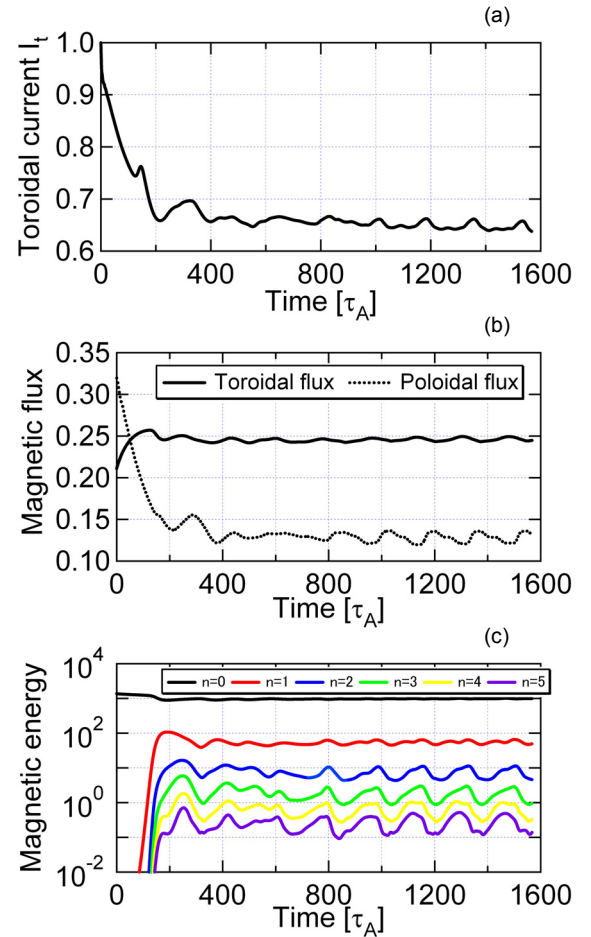 (a)
Toroidal current I_t
1.0
0.9
0.8
0.7
0.6
0 400 800 1200 1600
Time [τ_A]
(b)
Magnetic flux
0.35
0.30
0.25
0.20
0.15
0.10
Toroidal flux Poloidal flux
0 400 800 1200 1600
Time [τ_A]
(c)
Magnetic energy
10^4
10^2
10^0
10^-2
n=0 n=1 n=2 n=3 n=4 n=5
0 400 800 1200 1600
Time [τ_A]